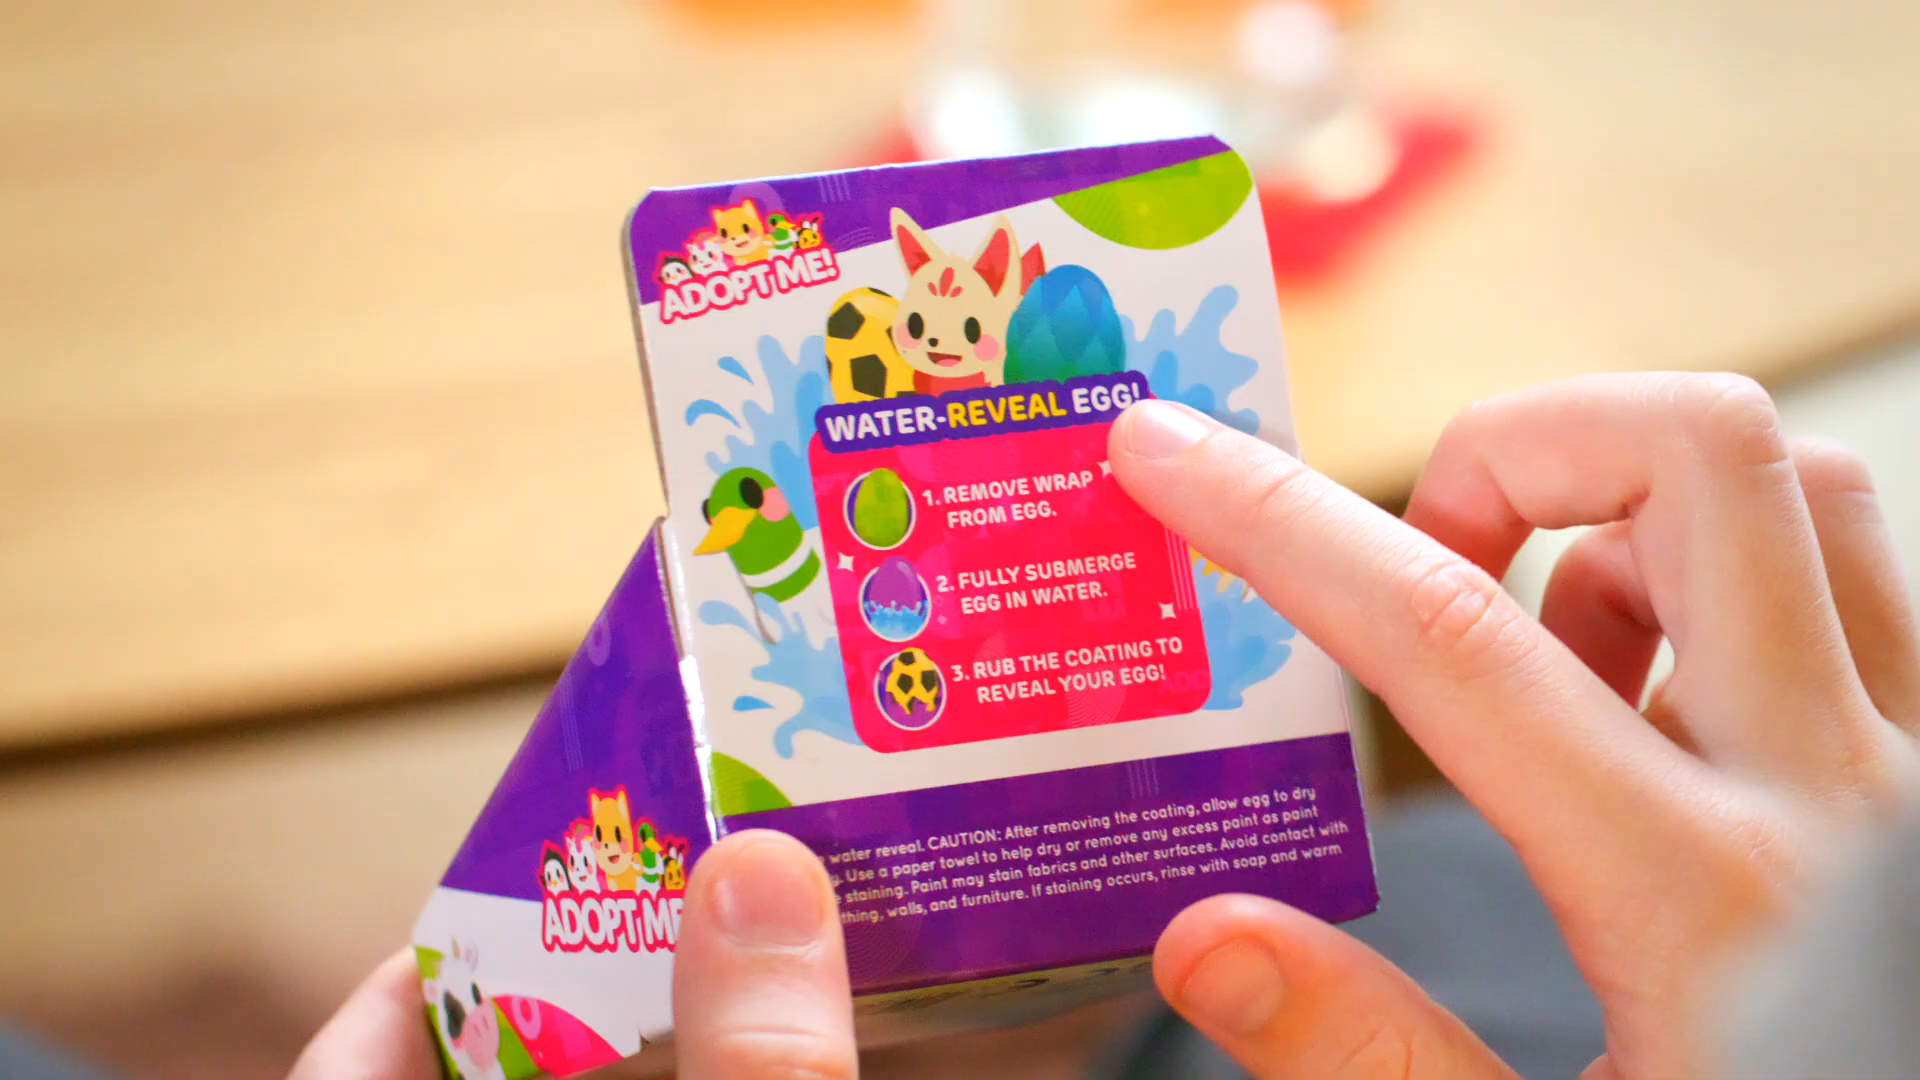 ADOPT ME!
WATER-REVEAL EGG!
1. REMOVE WRAP
FROM EGG.
2. FULLY SUBMERGE
EGG IN WATER.
3. RUB THE COATING TO
REVEAL YOUR EGG!
water reveal. CAUTION: After removing the coating, allow egg to dry
Use a paper towel to help dry or remove any excess paint as paint
staining. Paint may stain fabrics and other surfaces. Avoid contact with
walls, and furniture. If staining occurs, rinse with soap and warm
ADOPT ME